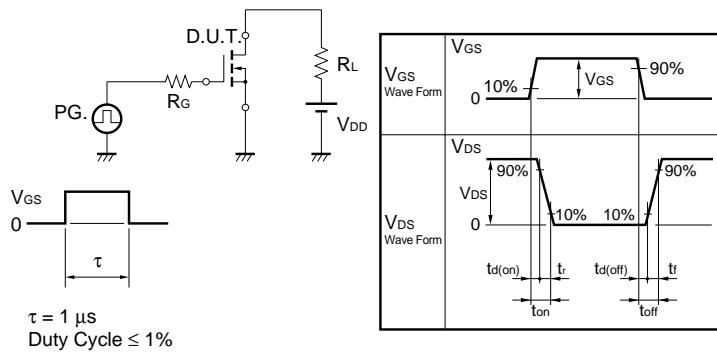 D.U.T.
RL
RG
PG.
VDD
VGS
0
τ
τ = 1 μs
Duty Cycle ≤ 1%
VGS
Wave Form
VGS
10%
VGS
90%
0
VDS
Wave Form
VDS
90%
VDS
90%
10%
10%
0
td(on)
tr
td(off)
tf
ton
toff